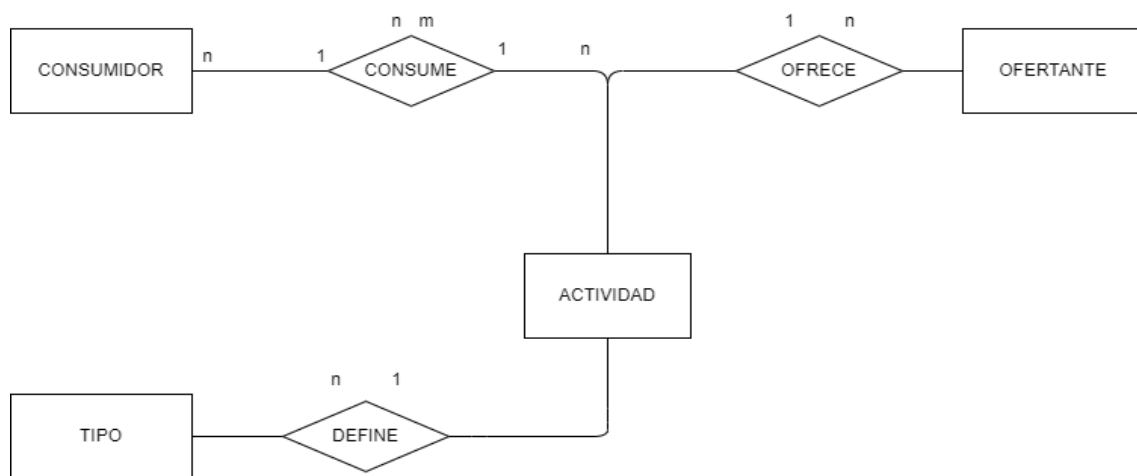 n m
1 n
CONSUMIDOR
n
1
CONSUME
1
n
OFRECE
OFERTANTE
ACTIVIDAD
n 1
TIPO
DEFINE